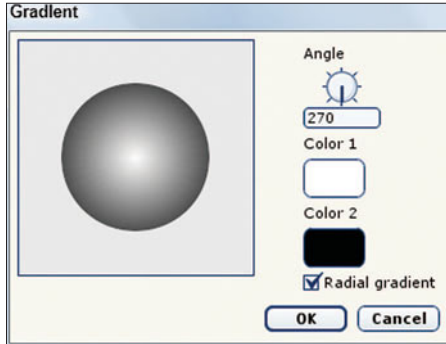 Gradient
Angle
270
Color 1
Color 2
Radial gradient
OK
Cancel